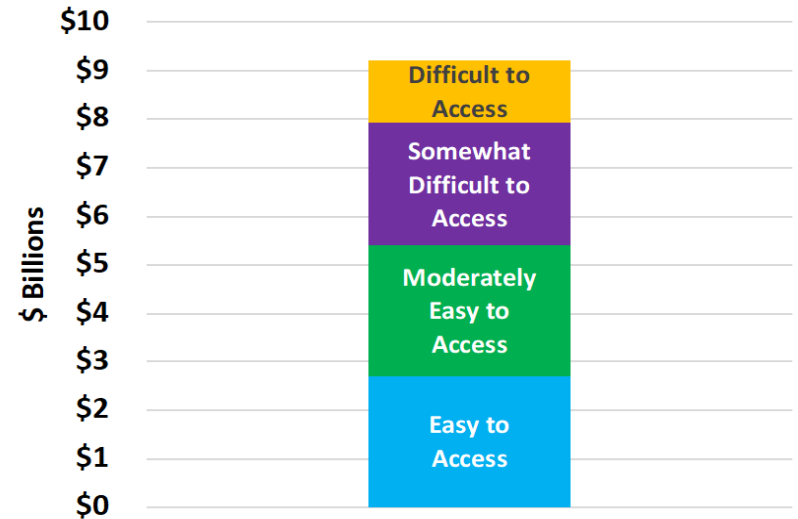 $10
$9
$8
$7
$6
$5
$4
$3
$2
$1
$0
$ Billions
Difficult to
Access
Somewhat
Difficult to
Access
Moderately
Easy to
Access
Easy to
Access